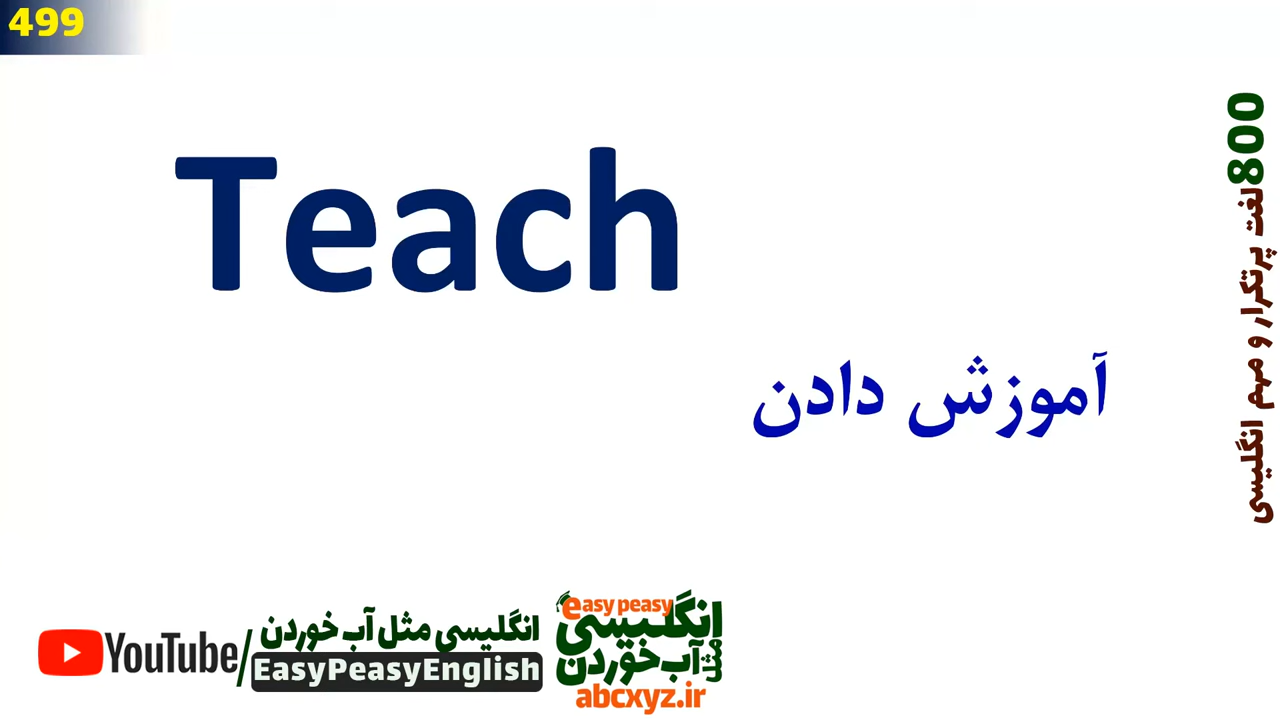 499
Teach
آموزش دادن
800 لغت پرتکرار و مهم انگلیسی
YouTube/
انگلیسی مثل آب خوردن
EasyPeasyEnglish
easy peasy
انگلیسی
مثل
آب خوردن
abcxyz.ir